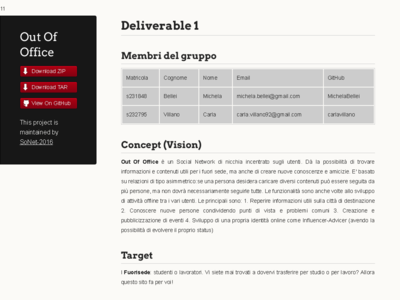 11
Out Of
Office
Download ZIP
Download TAR
View On GitHub
This project is
maintained by
SoNet-2016
Deliverable 1
Membri del gruppo
Matricola Cognome Nome Email GitHub
s231846 Bellei Michela michela.bellei@gmail.com MichelaBellei
s232795 Villano Carla carla.villano92@gmail.com carlavillano
Concept (Vision)
Out Of Office è un Social Network di nicchia incentrato sugli utenti'. Dà la possibilità di trovare
informazioni e contenuti utili per i fuori sede, ma anche di creare nuove conoscenze e amicizie. E' basato
su relazioni di tipo asimmetrico: se una persona desidera caricare diversi contenuti può essere seguita da
più persone, ma non dovrà necessariamente seguirle tutte. Le funzionalità sono anche volte allo sviluppo
di attività offline tra i vari utenti. Le principali sono: 1. Reperire informazioni utili sulla città di destinazione
2. Conoscere nuove persone condividendo punti di vista e problemi comuni 3. Creazione e
pubblicizzazione di eventi 4. Sviluppo di una propria identità online come Influencer-Advicer (avendo la
possibilità di evolvere il proprio status)
Target
I Fuorisede: studenti o lavoratori. Vi siete mai trovati a dovervi trasferire per studio o per lavoro? Allora
questo sito fa per voi!